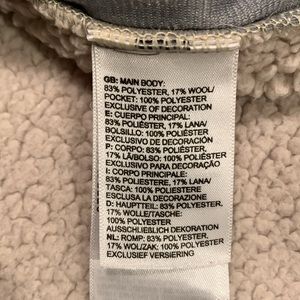 GB: MAIN BODY:
83% POLYESTER, 17% WOOL/
POCKET: 100% POLYESTER
EXCLUSIVE OF DECORATION
E: CUERPO PRINCIPAL:
83% POLIÉSTER, 17% LANA/
BOLSILLO: 100% POLIÉSTER
EXCLUSIVO DE DECORACIÓN
P: CORPO: 83% POLIÉSTER,
17% LÃ/BOLSO: 100% POLIÉSTER
EXCLUSIVO PARA DECORAÇÃO
I: CORPO PRINCIPALE:
83% POLIESTERE, 17% LANA/
TASCA: 100% POLIESTERE
ESCLUSA LA DECORAZIONE
D: HAUPTTEIL: 83% POLYESTER,
17% WOLLE/TASCHE:
100% POLYESTER
AUSSCHLIEßLICH DEKORATION
NL: ROMP: 83% POLYESTER,
17% WOL/ZAK: 100% POLYESTER
EXCLUSIEF VERSIERING